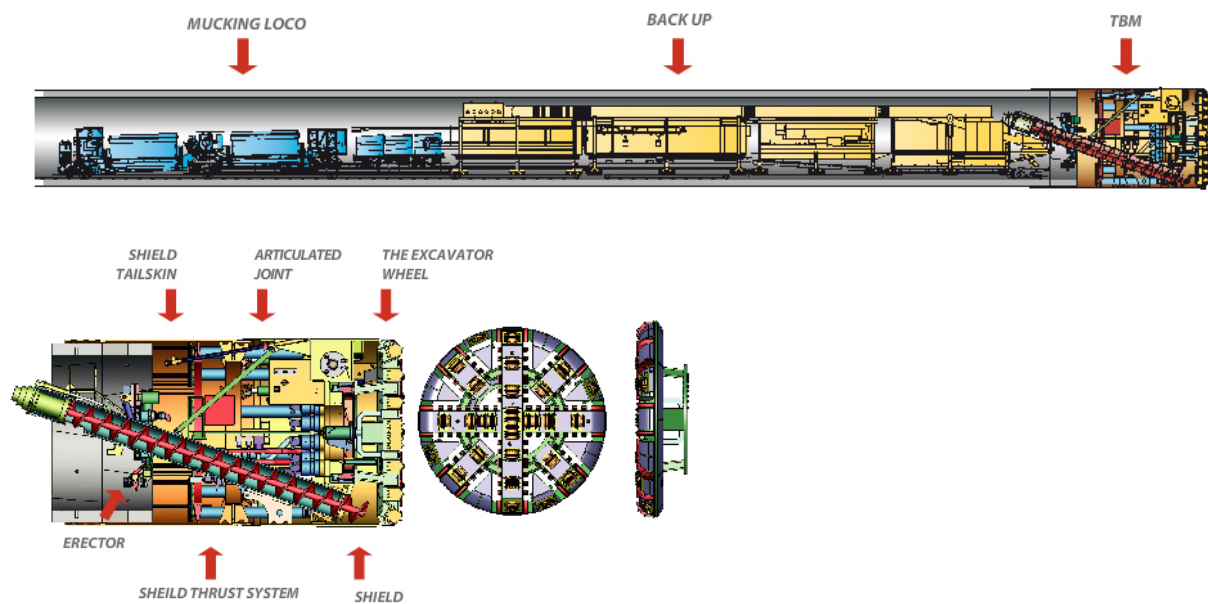 MUCKING LOCO
BACK UP
TBM
SHIELD
TAILSKIN
ARTICULATED
JOINT
THE EXCAVATOR
WHEEL
ERECTOR
SHEILD THRUST SYSTEM
SHIELD